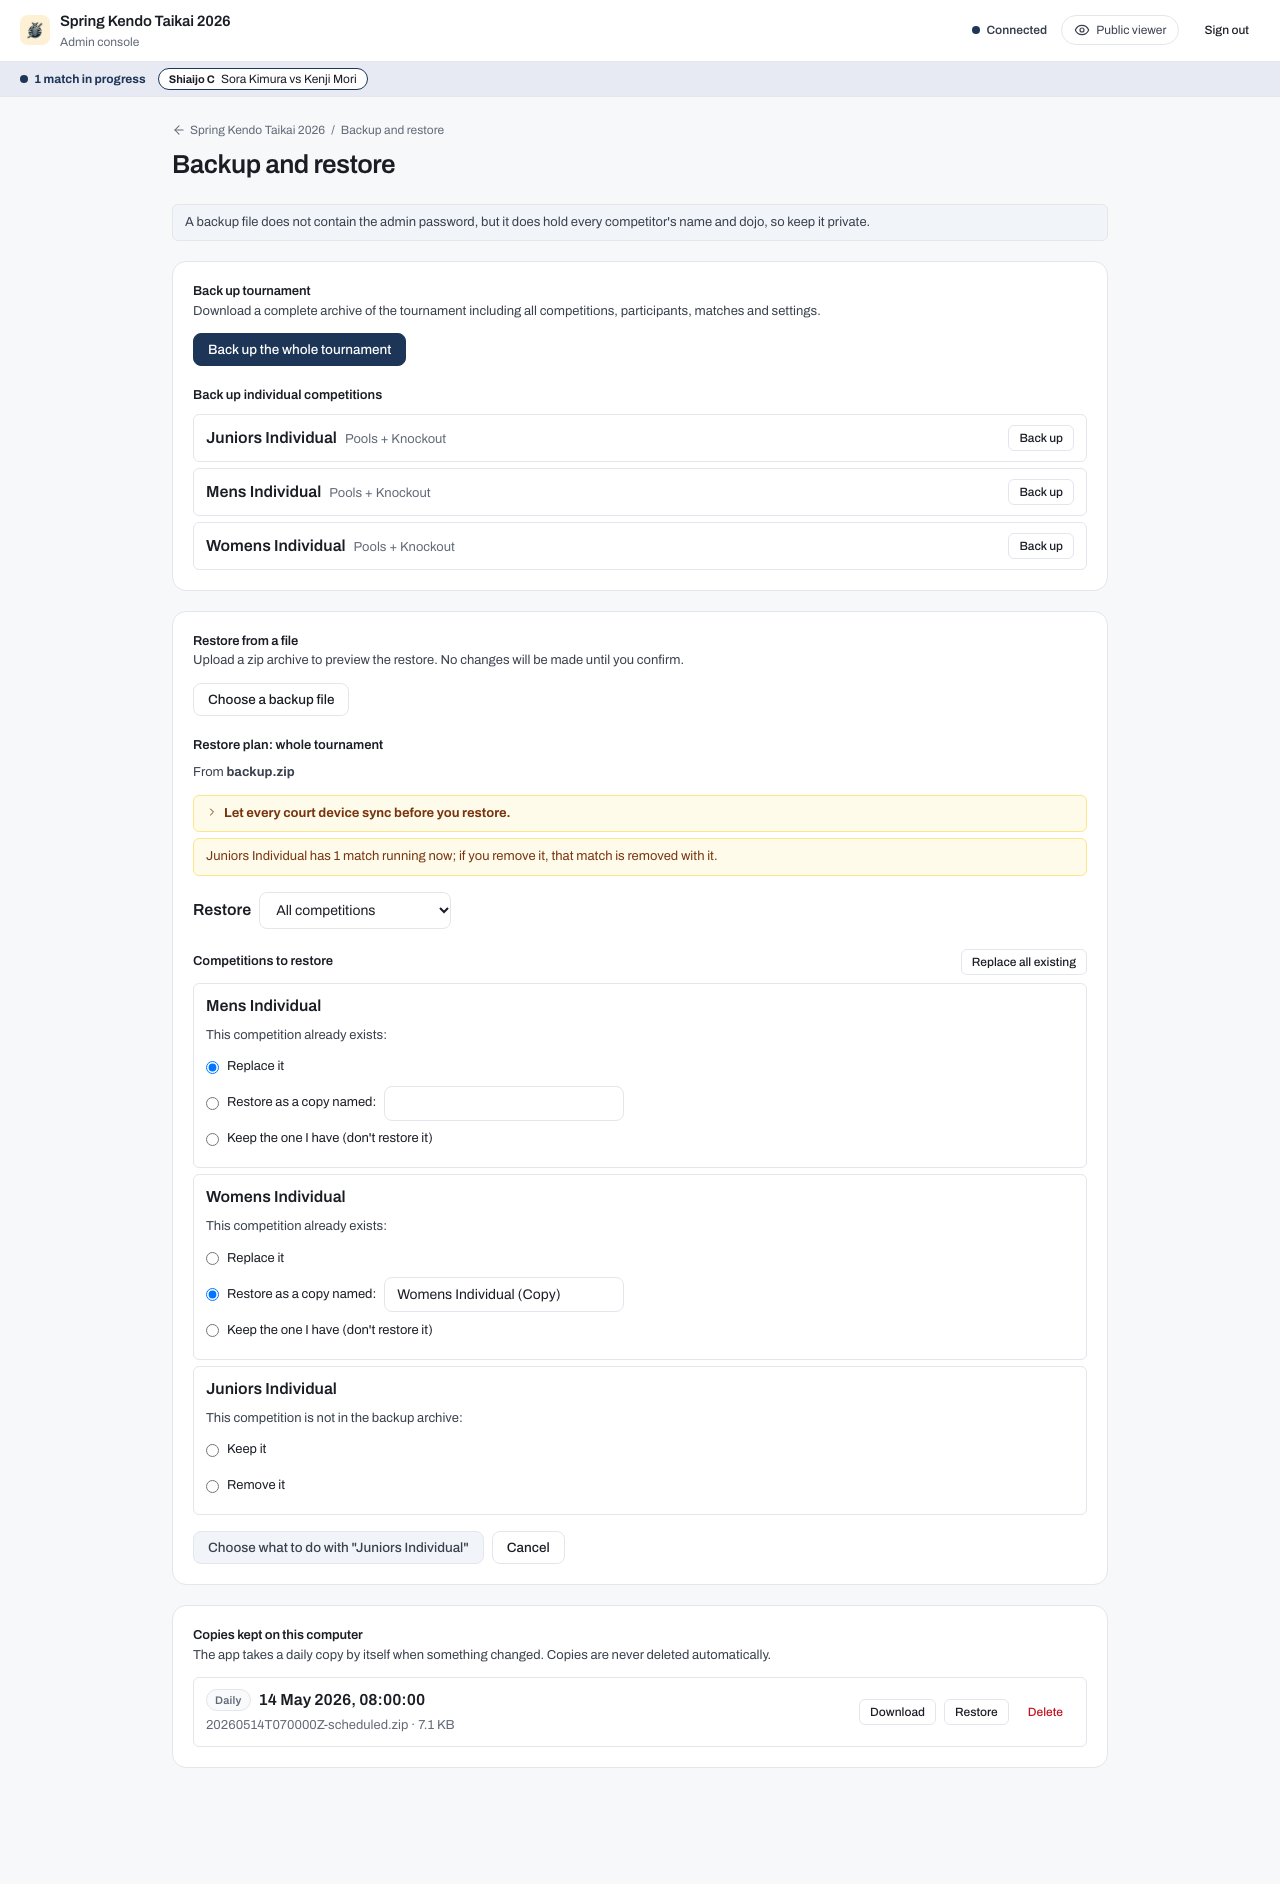 Spring Kendo Taikai 2026
Admin console
Connected
Public viewer
Sign out
1 match in progress
Shiaijo C Sora Kimura vs Kenji Mori
Spring Kendo Taikai 2026 / Backup and restore
Backup and restore
A backup file does not contain the admin password, but it does hold every competitor's name and dojo, so keep it private.
Back up tournament
Download a complete archive of the tournament including all competitions, participants, matches and settings.
Back up the whole tournament
Back up individual competitions
Juniors Individual Pools + Knockout Back up
Mens Individual Pools + Knockout Back up
Womens Individual Pools + Knockout Back up
Restore from a file
Upload a zip archive to preview the restore. No changes will be made until you confirm.
Choose a backup file
Restore plan: whole tournament
From backup.zip
Let every court device sync before you restore.
Juniors Individual has 1 match running now; if you remove it, that match is removed with it.
Restore All competitions
Competitions to restore Replace all existing
Mens Individual
This competition already exists:
Replace it
Restore as a copy named:
Keep the one I have (don't restore it)
Womens Individual
This competition already exists:
Replace it
Restore as a copy named: Womens Individual (Copy)
Keep the one I have (don't restore it)
Juniors Individual
This competition is not in the backup archive:
Keep it
Remove it
Choose what to do with "Juniors Individual" Cancel
Copies kept on this computer
The app takes a daily copy by itself when something changed. Copies are never deleted automatically.
Daily 14 May 2026, 08:00:00
20260514T070000Z-scheduled.zip · 7.1 KB
Download Restore Delete